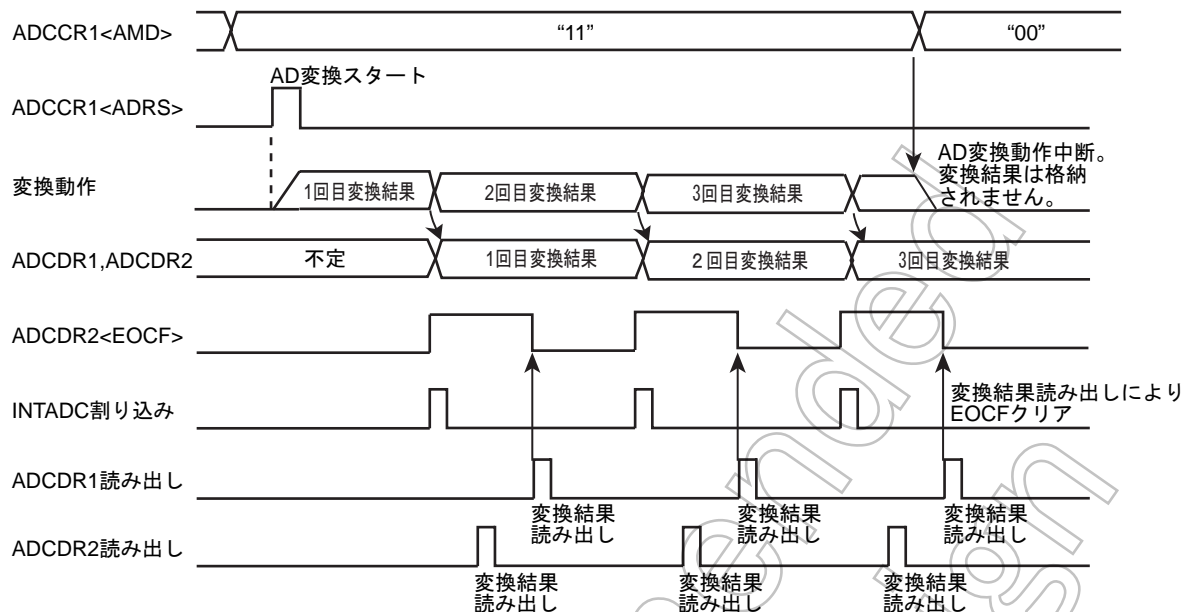 ADCCR1<AMD>
“11”
“00”
AD変換スタート
ADCCR1<ADRS>
AD変換動作中断。
変換結果は格納
されません。
変換動作
1回目変換結果
2回目変換結果
3回目変換結果
ADCDR1,ADCDR2
不定
1回目変換結果
2回目変換結果
3回目変換結果
ADCDR2<EOCF>
INTADC割り込み
変換結果読み出しにより
EOCFクリア
ADCDR1読み出し
変換結果
読み出し
変換結果
読み出し
変換結果
読み出し
ADCDR2読み出し
変換結果
読み出し
変換結果
読み出し
変換結果
読み出し
ended
sign